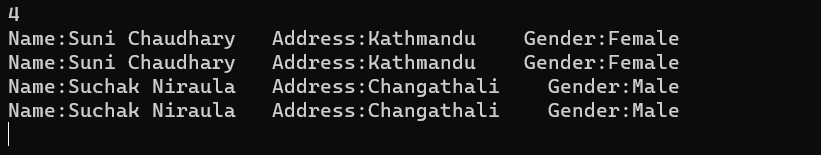 4
Name:Suni Chaudhary   Address:Kathmandu    Gender:Female
Name:Suni Chaudhary   Address:Kathmandu    Gender:Female
Name:Suchak Niraula   Address:Changathali    Gender:Male
Name:Suchak Niraula   Address:Changathali    Gender:Male